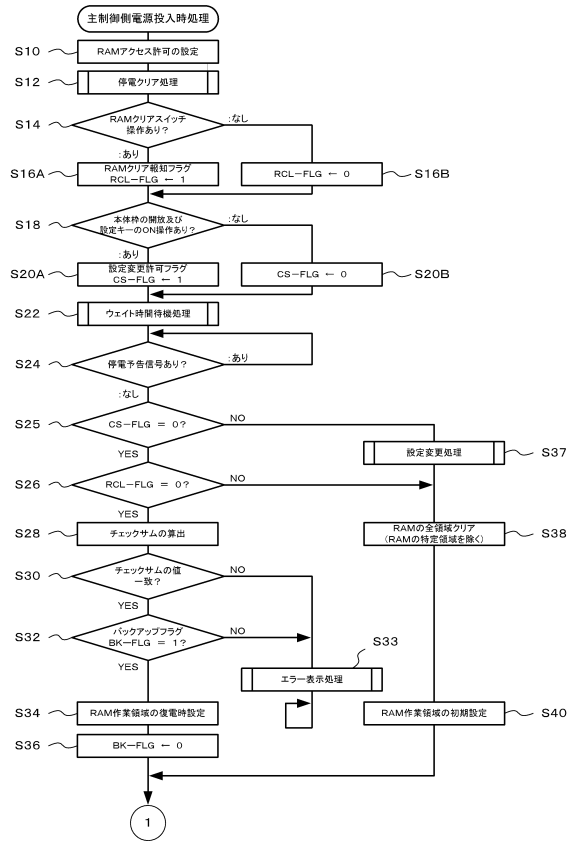 主制御側電源投入時処理
S10
RAMアクセス許可の設定
S12
停電クリア処理
S14
RAMクリアスイッチ
操作あり？
：なし
：あり
S16A
RAMクリア報知フラグ
RCL－FLG ← 1
RCL－FLG ← 0
S16B
S18
本体枠の開放及び
設定キーのON操作あり？
：なし
：あり
S20A
設定変更許可フラグ
CS－FLG ← 1
CS－FLG ← 0
S20B
S22
ウェイト時間待機処理
S24
停電予告信号あり？
：あり
：なし
S25
CS－FLG ＝ 0？
NO
YES
設定変更処理
S37
S26
RCL－FLG ＝ 0？
NO
YES
S28
チェックサムの算出
RAMの全領域クリア
（RAMの特定領域を除く）
S38
S30
チェックサムの値
一致？
NO
YES
S32
バックアップフラグ
BK－FLG ＝ 1？
NO
YES
S33
エラー表示処理
S34
RAM作業領域の復電時設定
RAM作業領域の初期設定
S40
S36
BK－FLG ← 0
1